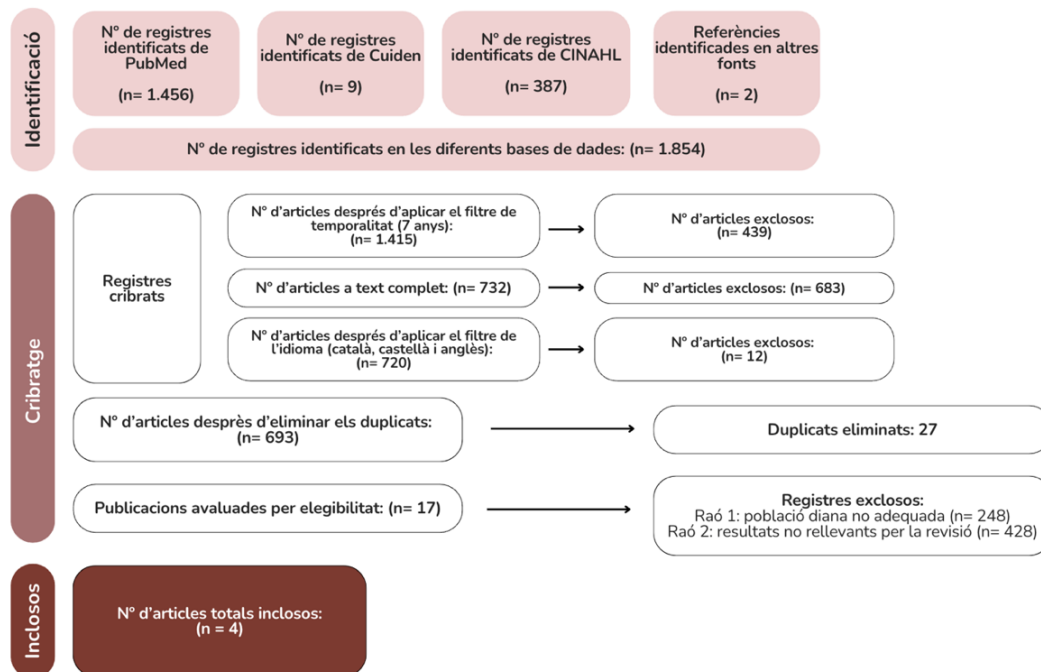 Identificació
Nº de registres
identificats de
PubMed
(n= 1.456)
Nº de registres
identificats de Cuiden
(n= 9)
Nº de registres
identificats de CINAHL
(n= 387)
Referències
identificades en altres
fonts
(n= 2)
Nº de registres identificats en les diferents bases de dades: (n= 1.854)
Cribratge
Registres
cribrats
Nº d’articles després d’aplicar el filtre de
temporalitat (7 anys):
(n= 1.415)
Nº d’articles exclosos:
(n= 439)
Nº d’articles a text complet: (n= 732)
Nº d’articles exclosos: (n= 683)
Nº d’articles després d’aplicar el filtre de
l’idioma (català, castellà i anglès):
(n= 720)
Nº d’articles exclosos:
(n= 12)
Nº d’articles desprès d’eliminar els duplicats:
(n= 693)
Duplicats eliminats: 27
Publicacions avaluades per elegibilitat: (n= 17)
Registres exclosos:
Raó 1: població diana no adequada (n= 248)
Raó 2: resultats no rellevants per la revisió (n= 428)
Inclosos
Nº d’articles totals inclosos:
(n = 4)